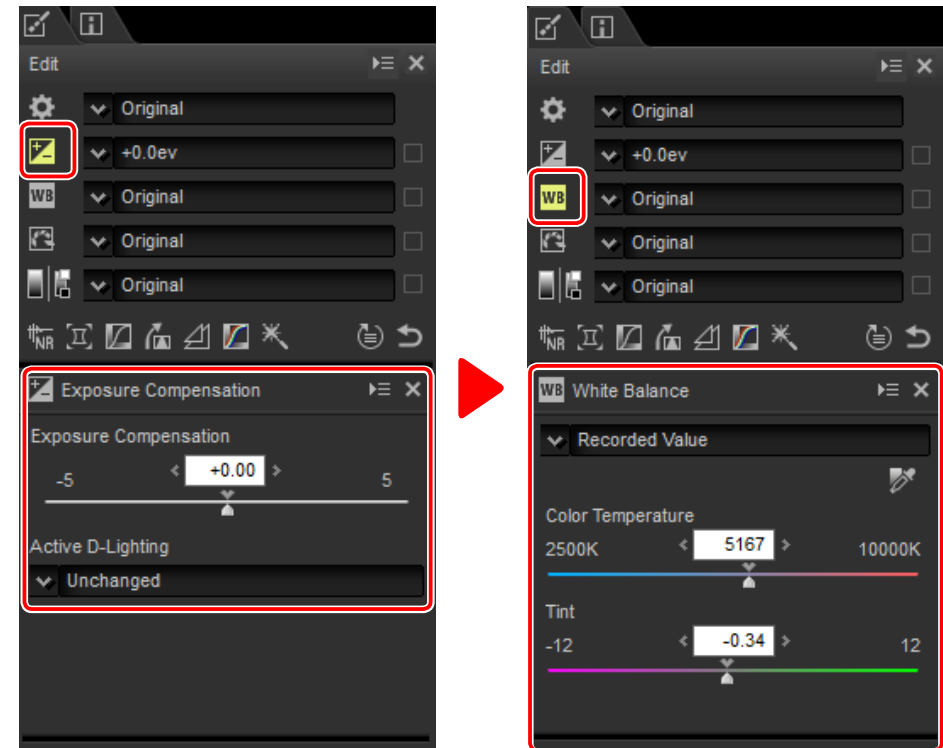 Edit
Original
+0.0ev
WB Original
Original
Original
NR
Exposure Compensation
Exposure Compensation
-5 +0.00 5
Active D-Lighting
Unchanged
Edit
Original
+0.0ev
WB Original
Original
Original
NR
WB White Balance
Recorded Value
Color Temperature
2500K 5167 10000K
Tint
-12 -0.34 12